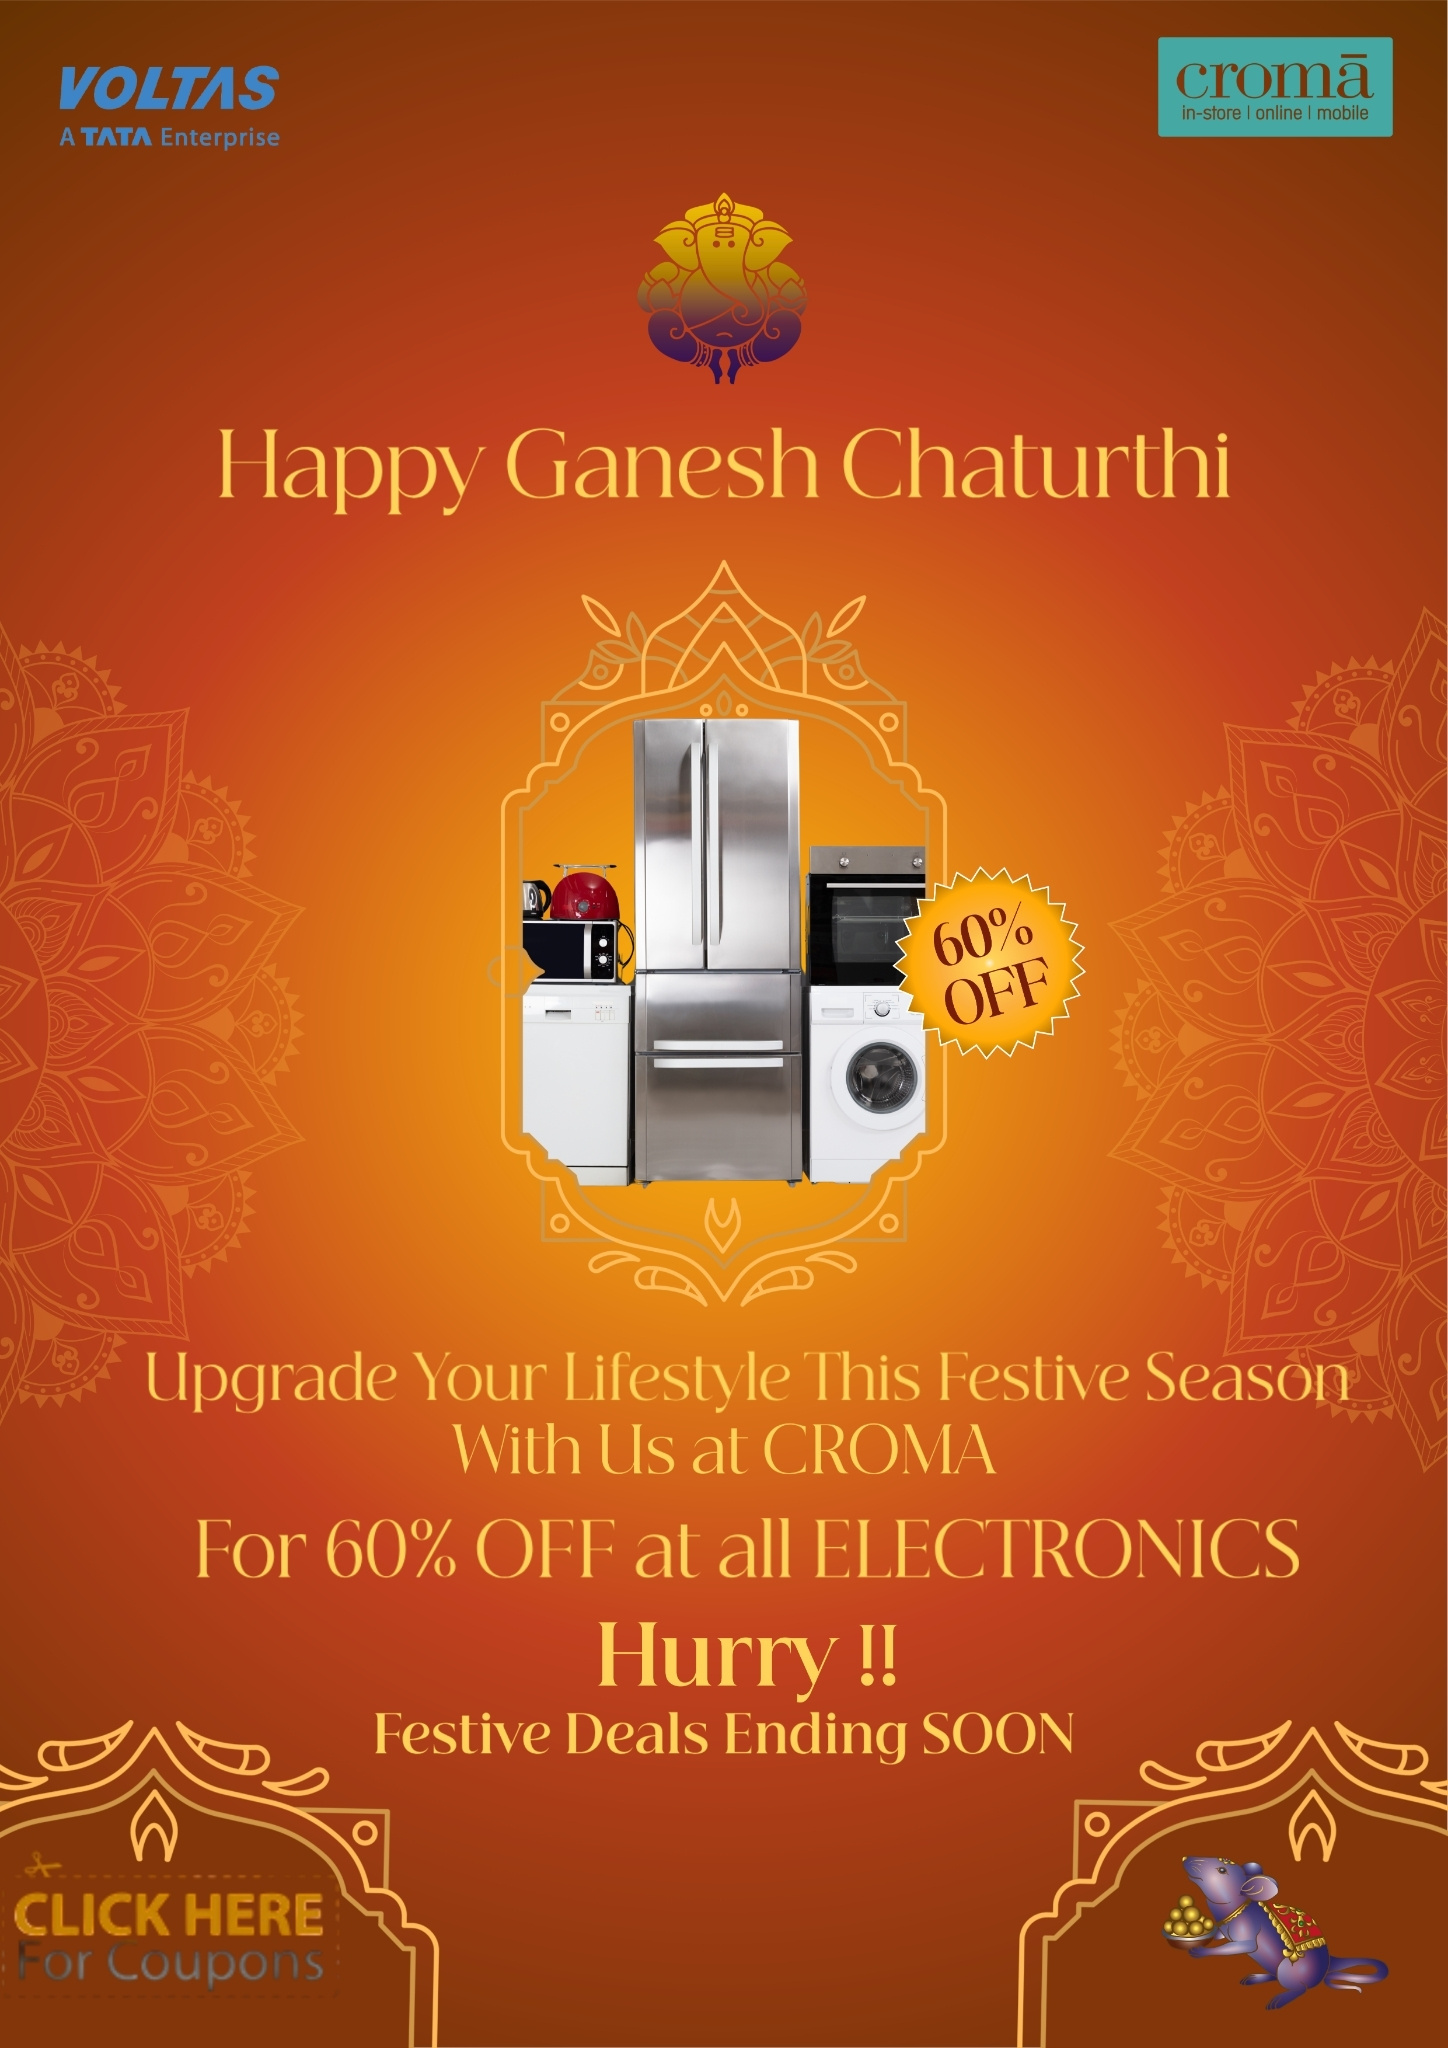 VOLTAS
A TATA Enterprise
cromā
in-store | online | mobile
Happy Ganesh Chaturthi
60%
OFF
Upgrade Your Lifestyle This Festive Season
With Us at CROMA
For 60% OFF at all ELECTRONICS
Hurry !!
Festive Deals Ending SOON
CLICK HERE
For Coupons